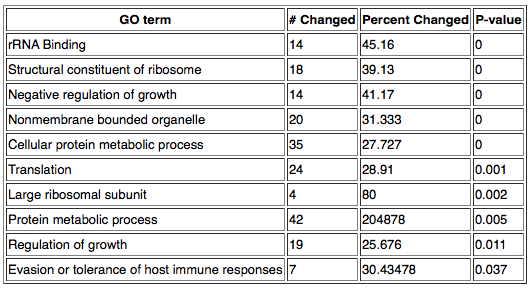 GO term # Changed Percent Changed P-value
rRNA Binding 14 45.16 0
Structural constituent of ribosome 18 39.13 0
Negative regulation of growth 14 41.17 0
Nonmembrane bounded organelle 20 31.333 0
Cellular protein metabolic process 35 27.727 0
Translation 24 28.91 0.001
Large ribosomal subunit 4 80 0.002
Protein metabolic process 42 204878 0.005
Regulation of growth 19 25.676 0.011
Evasion or tolerance of host immune responses 7 30.43478 0.037